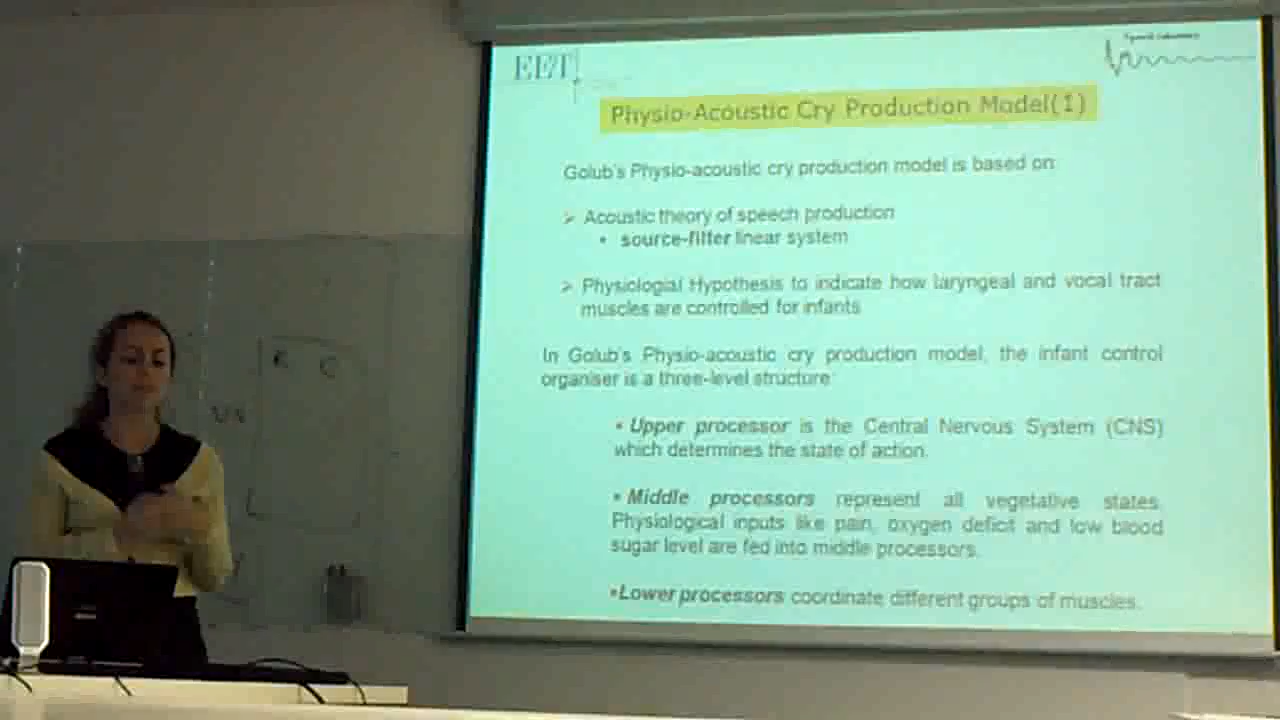 EET
Physio-Acoustic Cry Production Model(1)
Golub's Physio-acoustic cry production model is based on:
➢ Acoustic theory of speech production
• source-filter linear system
➢ Physiologial Hypothesis to indicate how laryngeal and vocal tract
muscles are controlled for infants
In Golub's Physio-acoustic cry production model, the infant control
organiser is a three-level structure:
• Upper processor is the Central Nervous System (CNS)
which determines the state of action.
• Middle processors represent all vegetative states.
Physiological inputs like pain, oxygen deficit and low blood
sugar level are fed into middle processors.
•Lower processors coordinate different groups of muscles.